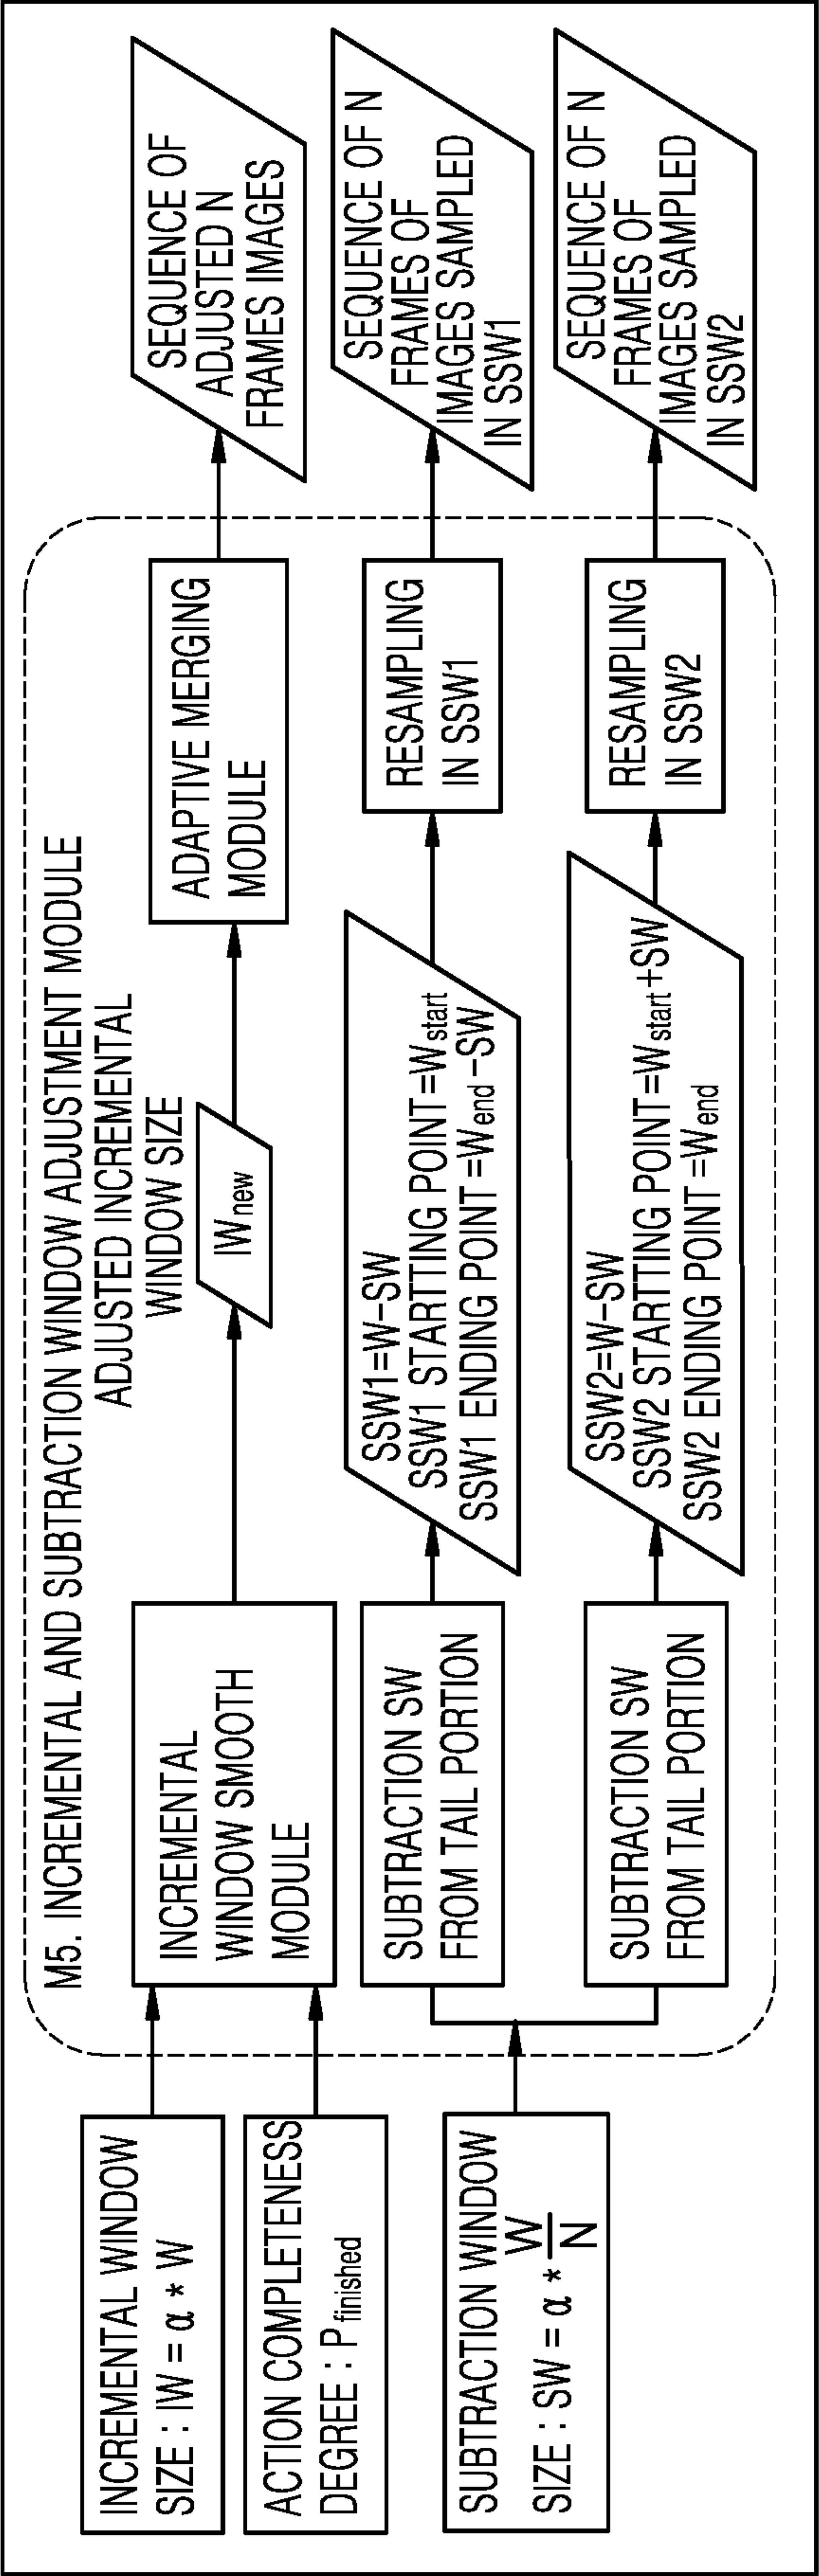 M5. INCREMENTAL AND SUBTRACTION WINDOW ADJUSTMENT MODULE
INCREMENTAL WINDOW
SIZE : IW = α * W
ACTION COMPLETENESS
DEGREE : Pfinished
INCREMENTAL
WINDOW SMOOTH
MODULE
ADJUSTED INCREMENTAL
WINDOW SIZE
IWnew
ADAPTIVE MERGING
MODULE
SEQUENCE OF
ADJUSTED N
FRAMES IMAGES
SUBTRACTION WINDOW
SIZE : SW = α * W/N
SUBTRACTION SW
FROM TAIL PORTION
SSW1=W-SW
SSW1 STARTTING POINT=Wstart
SSW1 ENDING POINT =Wend-SW
RESAMPLING
IN SSW1
SEQUENCE OF N
FRAMES OF
IMAGES SAMPLED
IN SSW1
SUBTRACTION SW
FROM TAIL PORTION
SSW2=W-SW
SSW2 STARTTING POINT=Wstart+SW
SSW2 ENDING POINT =Wend
RESAMPLING
IN SSW2
SEQUENCE OF N
FRAMES OF
IMAGES SAMPLED
IN SSW2